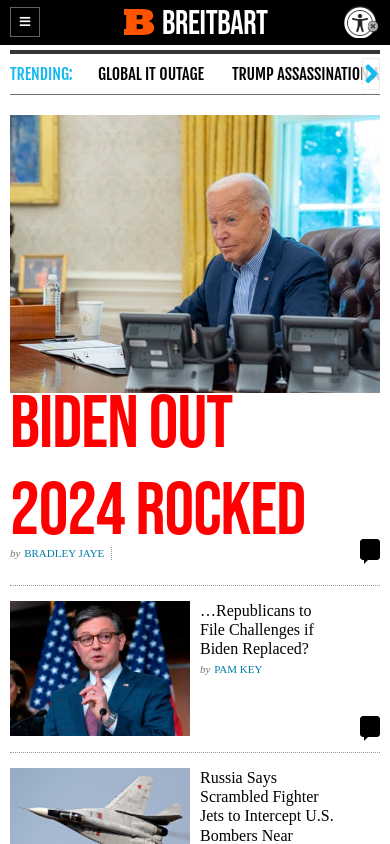 BREITBART
TRENDING: GLOBAL IT OUTAGE TRUMP ASSASSINATION
BIDEN OUT
2024 ROCKED
by BRADLEY JAYE
…Republicans to
File Challenges if
Biden Replaced?
by PAM KEY
Russia Says
Scrambled Fighter
Jets to Intercept U.S.
Bombers Near